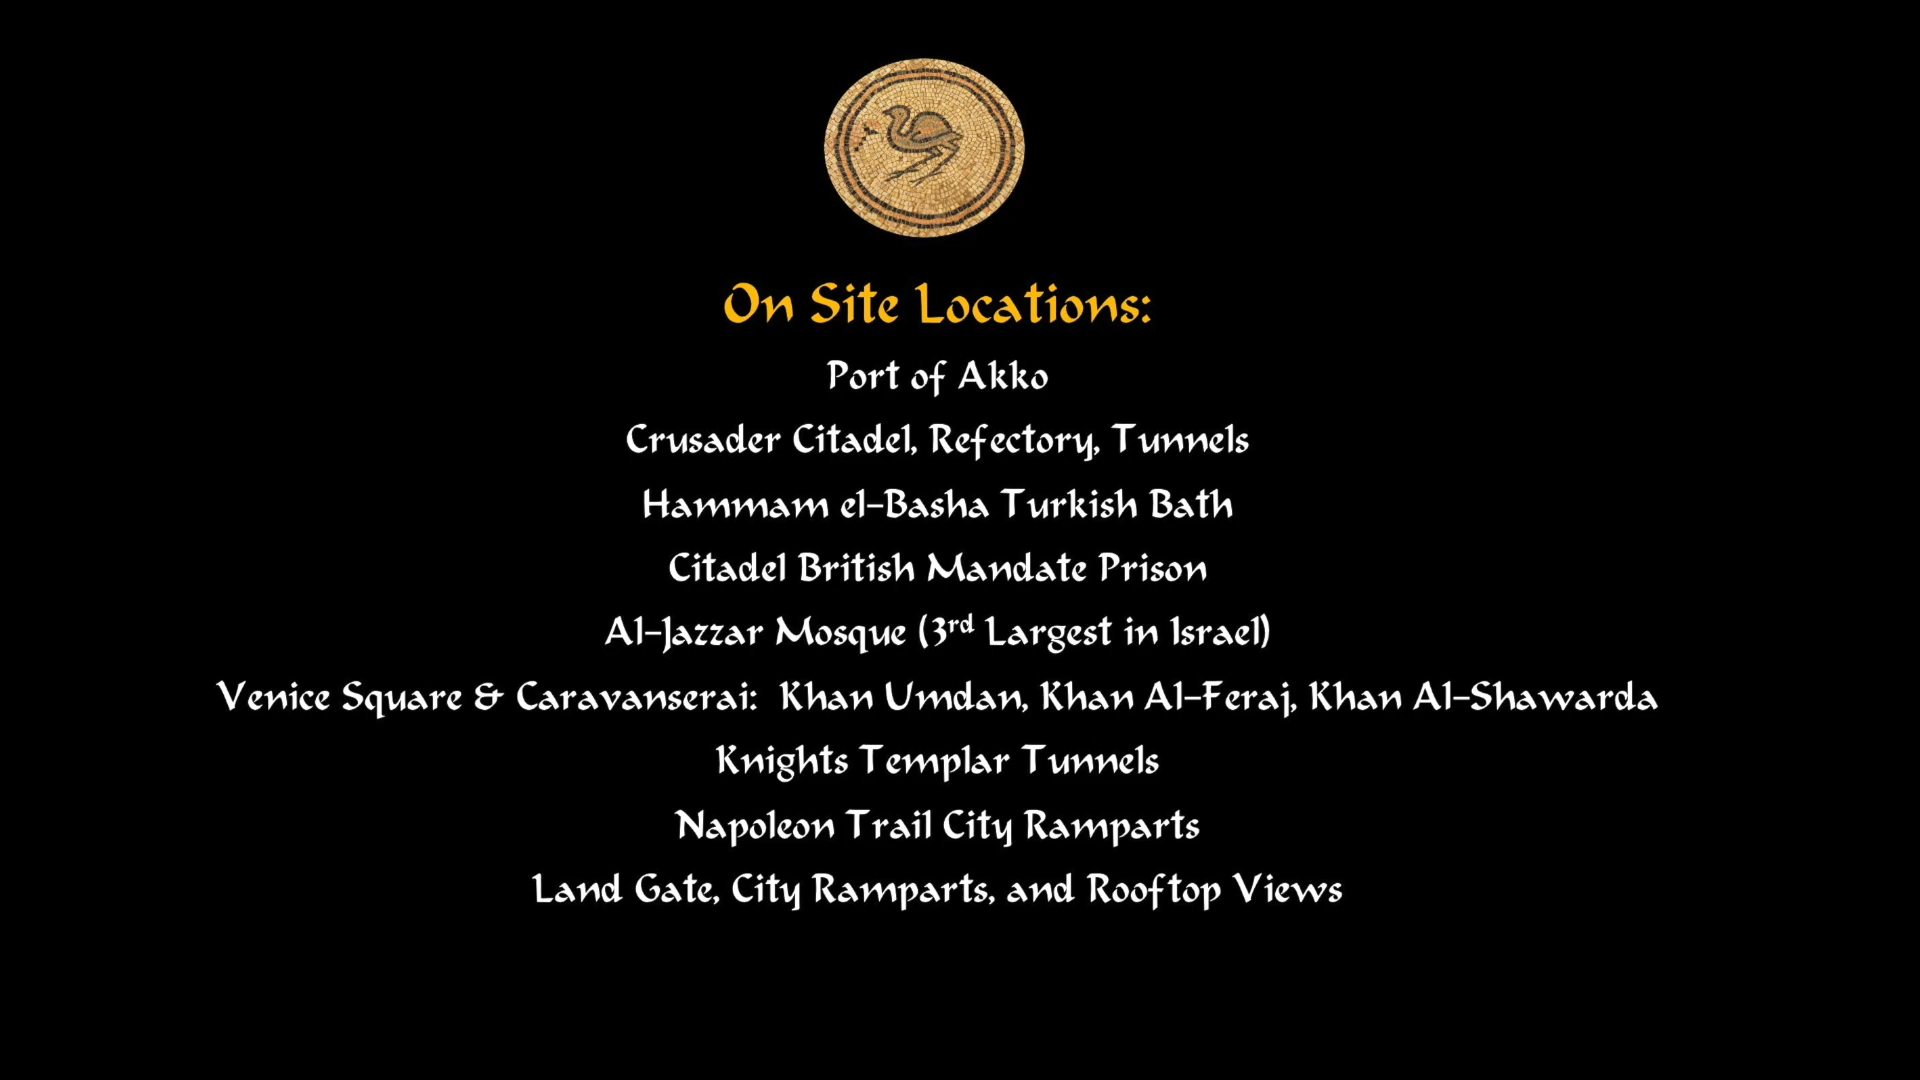 On Site Locations:
Port of Akko
Crusader Citadel, Refectory, Tunnels
Hammam el-Basha Turkish Bath
Citadel British Mandate Prison
Al-Jazzar Mosque (3rd Largest in Israel)
Venice Square & Caravanserai:  Khan Umdan, Khan Al-Feraj, Khan Al-Shawarda
Knights Templar Tunnels
Napoleon Trail City Ramparts
Land Gate, City Ramparts, and Rooftop Views